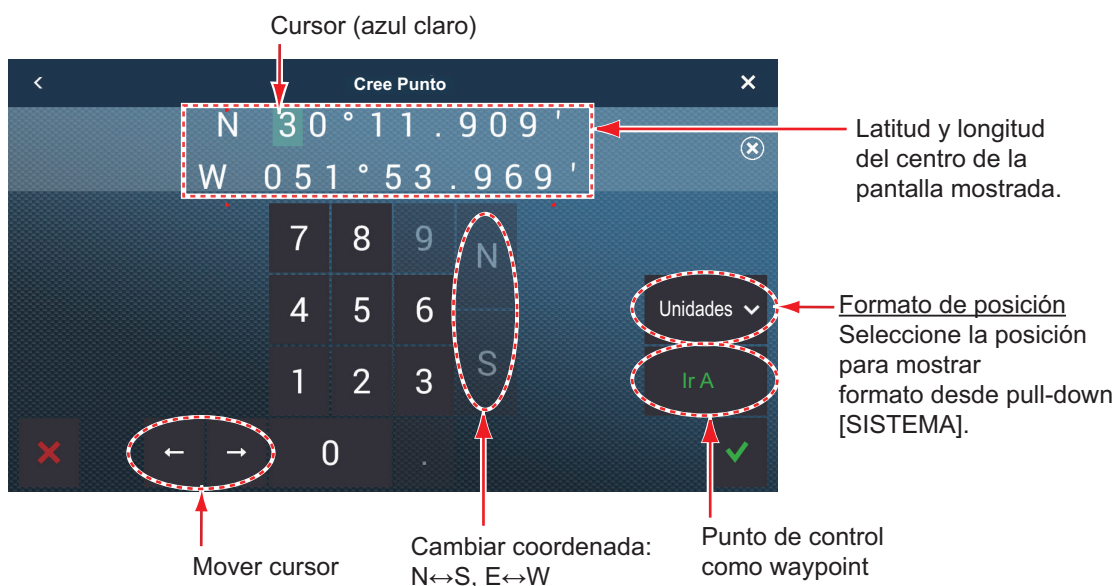 Cursor (azul claro)
Cree Punto
N 30°11.909'
W 051°53.969'
Latitud y longitud
del centro de la
pantalla mostrada.
7 8 9 N
4 5 6
1 2 3 S
0 .
Unidades
Ir A
Formato de posición
Seleccione la posición
para mostrar
formato desde pull-down
[SISTEMA].
Mover cursor
Cambiar coordenada:
N↔S, E↔W
Punto de control
como waypoint